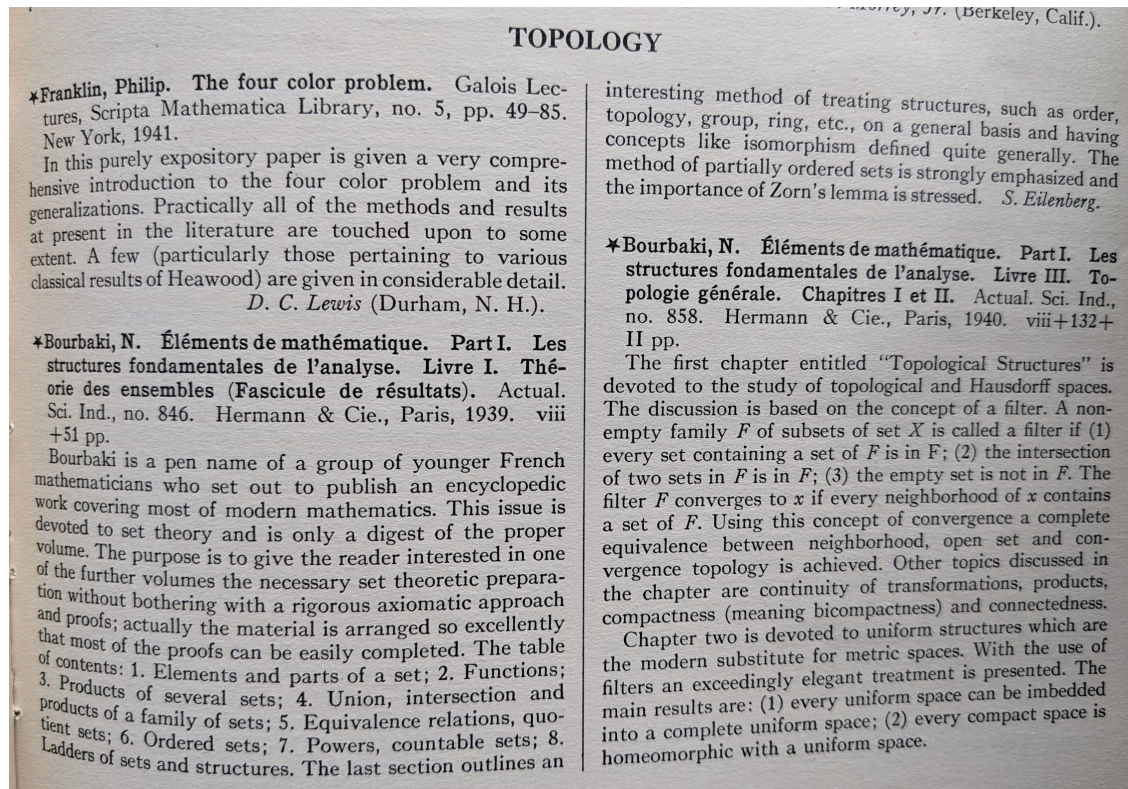 Jr. (Berkeley, Calif.).
TOPOLOGY
★Franklin, Philip. The four color problem. Galois Lec-
tures, Scripta Mathematica Library, no. 5, pp. 49–85.
New York, 1941.
In this purely expository paper is given a very compre-
hensive introduction to the four color problem and its
generalizations. Practically all of the methods and results
at present in the literature are touched upon to some
extent. A few (particularly those pertaining to various
classical results of Heawood) are given in considerable detail.
D. C. Lewis (Durham, N. H.).
★Bourbaki, N. Éléments de mathématique. Part I. Les
structures fondamentales de l'analyse. Livre I. Thé-
orie des ensembles (Fascicule de résultats). Actual.
Sci. Ind., no. 846. Hermann & Cie., Paris, 1939. viii
+51 pp.
Bourbaki is a pen name of a group of younger French
mathematicians who set out to publish an encyclopedic
work covering most of modern mathematics. This issue is
devoted to set theory and is only a digest of the proper
volume. The purpose is to give the reader interested in one
of the further volumes the necessary set theoretic prepara-
tion without bothering with a rigorous axiomatic approach
and proofs; actually the material is arranged so excellently
that most of the proofs can be easily completed. The table
of contents: 1. Elements and parts of a set; 2. Functions;
3. Products of several sets; 4. Union, intersection and
products of a family of sets; 5. Equivalence relations, quo-
tient sets; 6. Ordered sets; 7. Powers, countable sets; 8.
Ladders of sets and structures. The last section outlines an
interesting method of treating structures, such as order,
topology, group, ring, etc., on a general basis and having
concepts like isomorphism defined quite generally. The
method of partially ordered sets is strongly emphasized and
the importance of Zorn's lemma is stressed. S. Eilenberg.
★Bourbaki, N. Éléments de mathématique. Part I. Les
structures fondamentales de l'analyse. Livre III. To-
pologie générale. Chapitres I et II. Actual. Sci. Ind.,
no. 858. Hermann & Cie., Paris, 1940. viii+132+
II pp.
The first chapter entitled "Topological Structures" is
devoted to the study of topological and Hausdorff spaces.
The discussion is based on the concept of a filter. A non-
empty family F of subsets of set X is called a filter if (1)
every set containing a set of F is in F; (2) the intersection
of two sets in F is in F; (3) the empty set is not in F. The
filter F converges to x if every neighborhood of x contains
a set of F. Using this concept of convergence a complete
equivalence between neighborhood, open set and con-
vergence topology is achieved. Other topics discussed in
the chapter are continuity of transformations, products,
compactness (meaning bicompactness) and connectedness.
Chapter two is devoted to uniform structures which are
the modern substitute for metric spaces. With the use of
filters an exceedingly elegant treatment is presented. The
main results are: (1) every uniform space can be imbedded
into a complete uniform space; (2) every compact space is
homeomorphic with a uniform space.